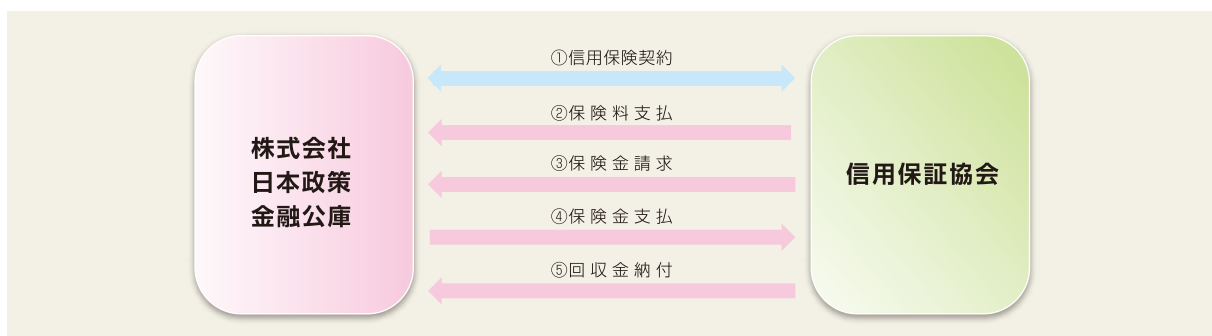 株式会社
日本政策
金融公庫
①信用保険契約
②保険料支払
③保険金請求
④保険金支払
⑤回収金納付
信用保証協会